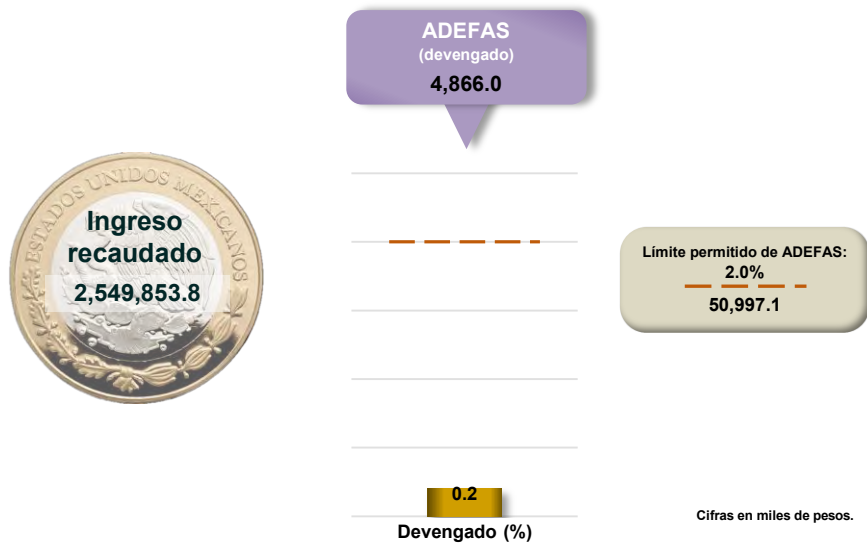 ADEFAS
(devengado)
4,866.0
ESTADOS UNIDOS MEXICANOS
Ingreso
recaudado
2,549,853.8
Límite permitido de ADEFAS:
2.0%
50,997.1
0.2
Devengado (%)
Cifras en miles de pesos.